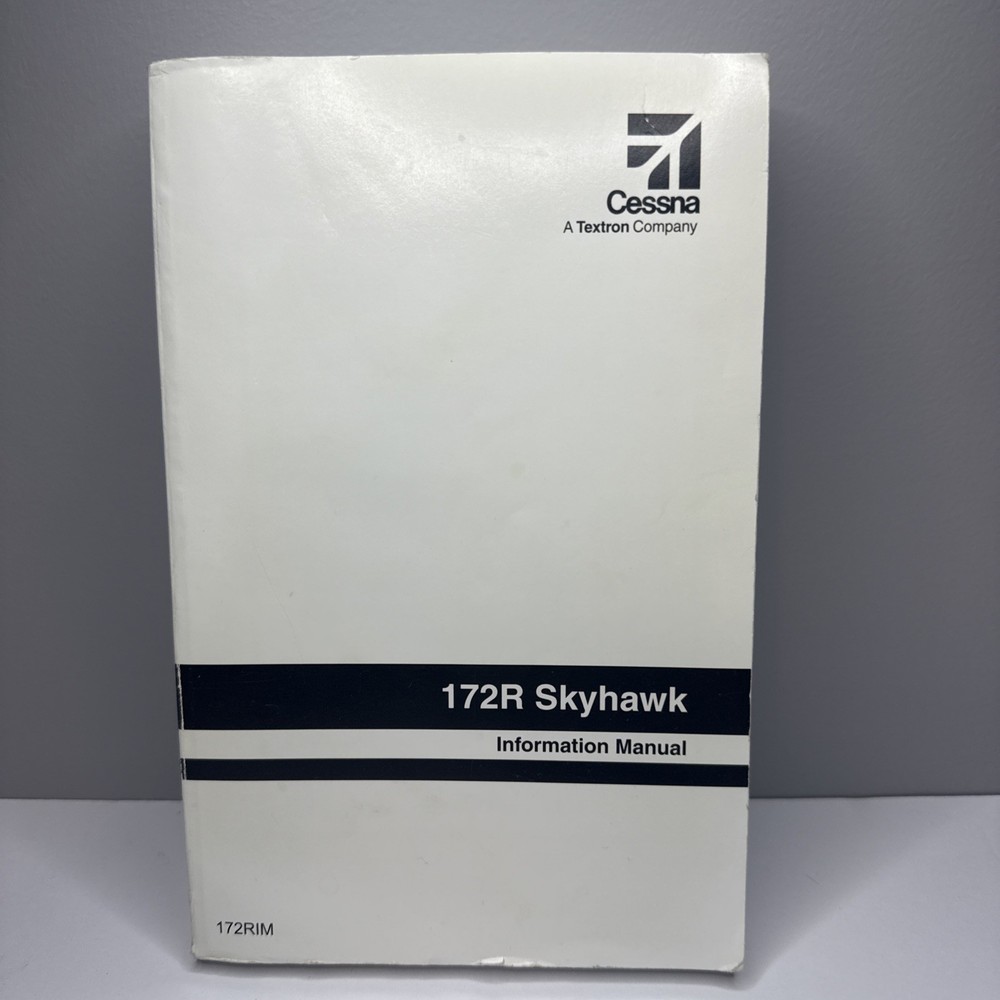 Cessna
A Textron Company
172R Skyhawk
Information Manual
172RIM